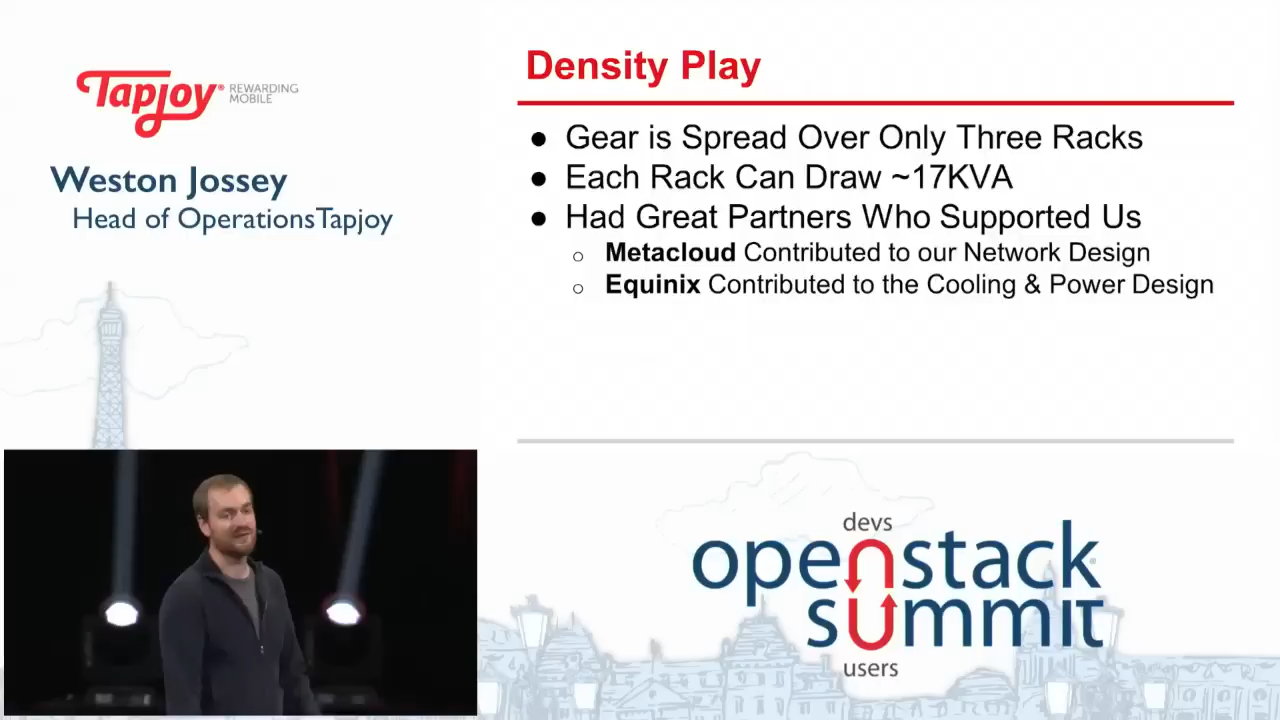 Tapjoy® REWARDING
MOBILE
Weston Jossey
Head of OperationsTapjoy
Density Play
● Gear is Spread Over Only Three Racks
● Each Rack Can Draw ~17KVA
● Had Great Partners Who Supported Us
○ Metacloud Contributed to our Network Design
○ Equinix Contributed to the Cooling & Power Design
devs
openstack®
summit
users